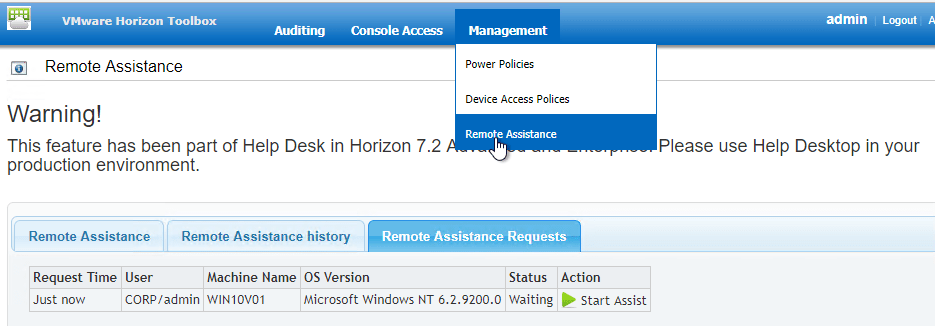 VMware Horizon Toolbox
admin Logout A
Auditing Console Access Management
Power Policies
Device Access Polices
Remote Assistance
Remote Assistance
Warning!
This feature has been part of Help Desk in Horizon 7.2 and Enterprise. Please use Help Desktop in your
production environment.
Remote Assistance Remote Assistance history Remote Assistance Requests
Request Time User Machine Name OS Version Status Action
Just now CORP/admin WIN10V01 Microsoft Windows NT 6.2.9200.0 Waiting Start Assist